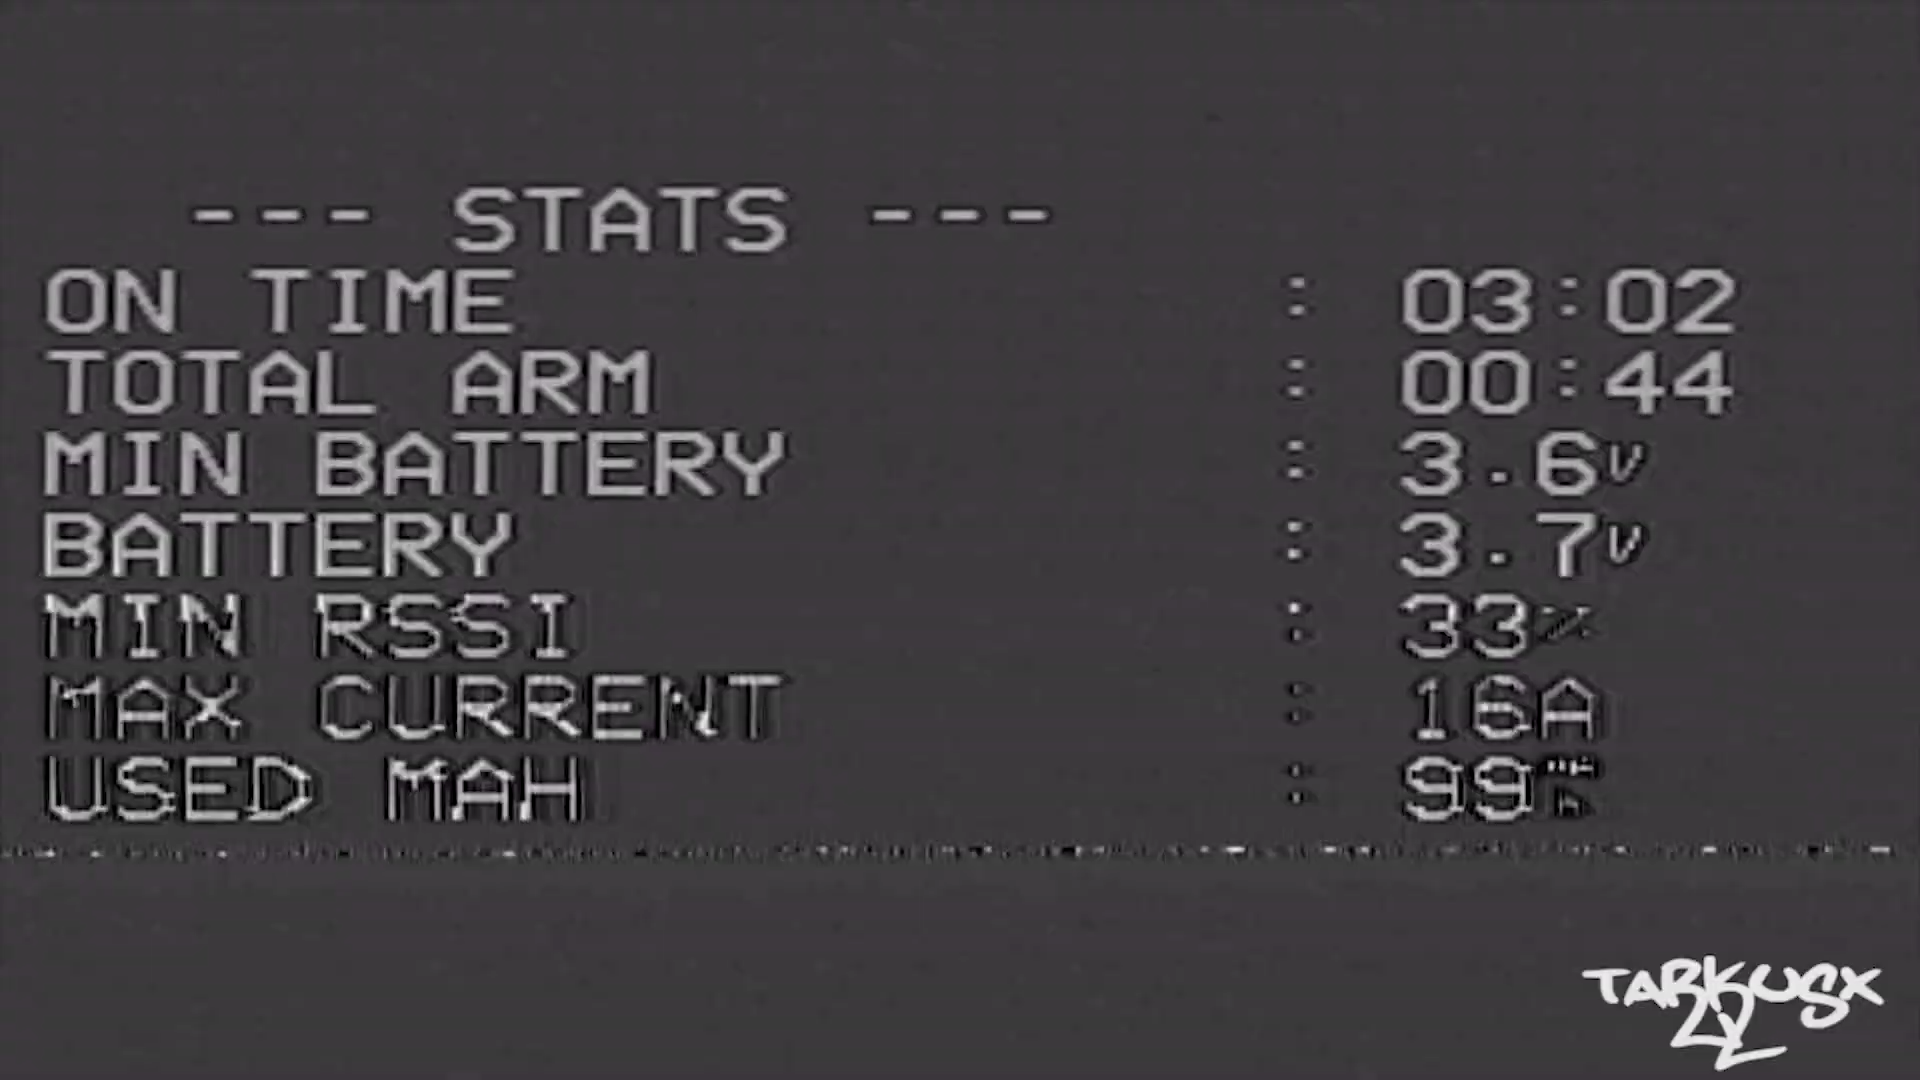 --- STATS ---
ON TIME : 03:02
TOTAL ARM : 00:44
MIN BATTERY : 3.6V
BATTERY : 3.7V
MIN RSSI : 33%
MAX CURRENT : 16A
USED MAH : 99mAh
TARKUSX